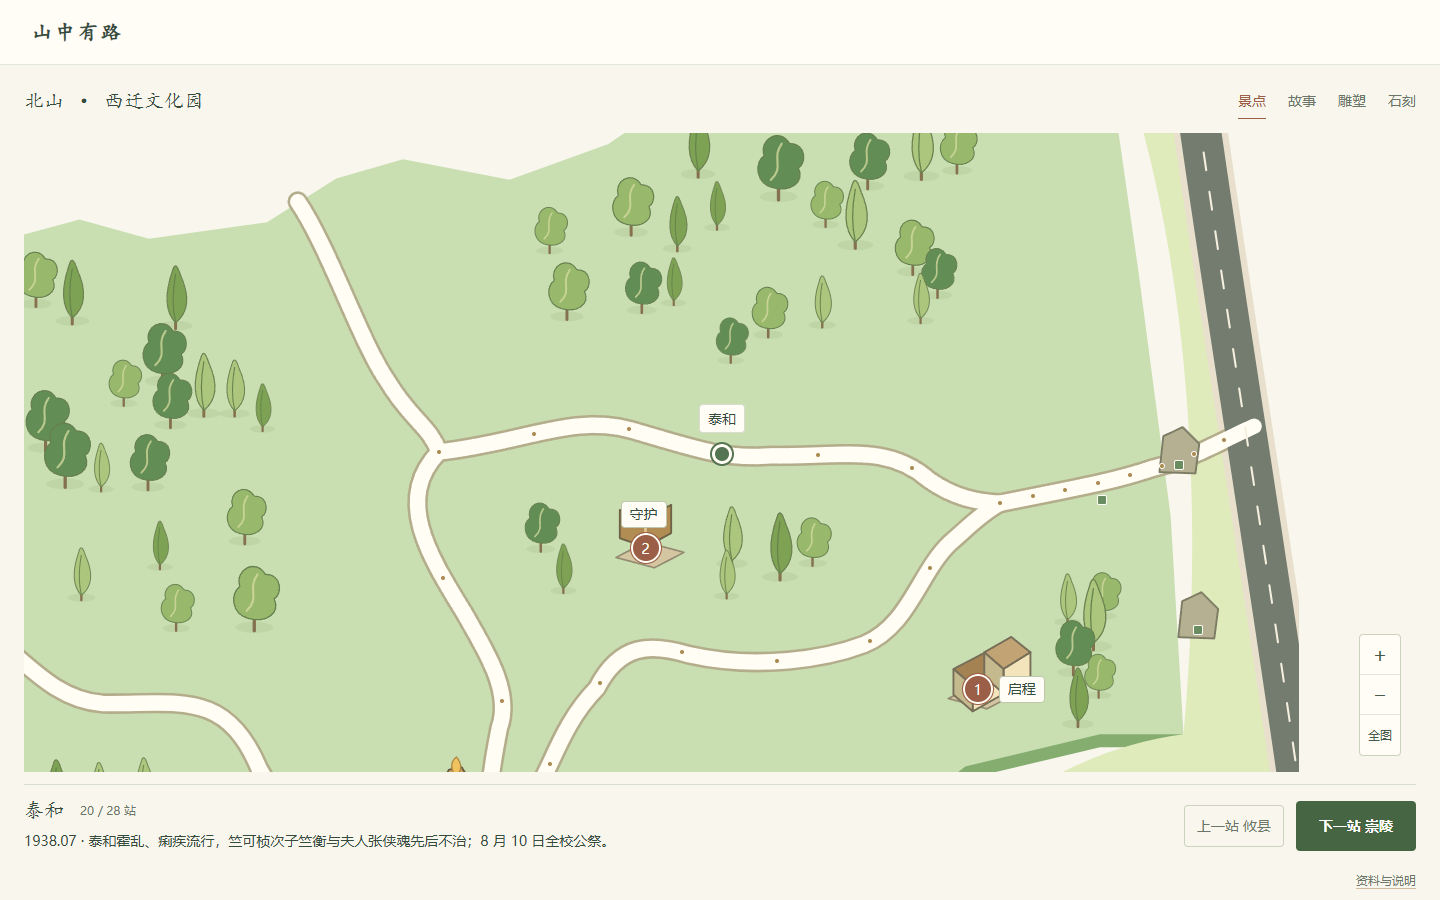 山中有路
北山 • 西迁文化园
景点 故事 雕塑 石刻
泰和
守护
2
1
启程
+
−
全图
泰和 20 / 28 站
1938.07 · 泰和霍乱、痢疾流行，竺可桢次子竺衡与夫人张侠魂先后不治；8 月 10 日全校公祭。
上一站 攸县
下一站 崇陵
资料与说明